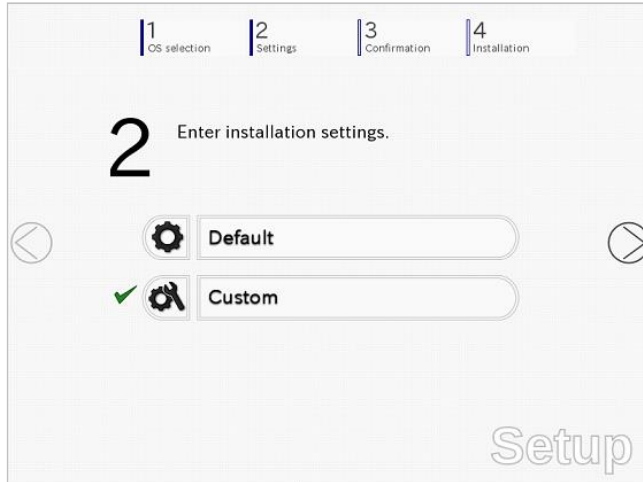 1
OS selection
2
Settings
3
Confirmation
4
Installation
2
Enter installation settings.
Default
Custom
Setup